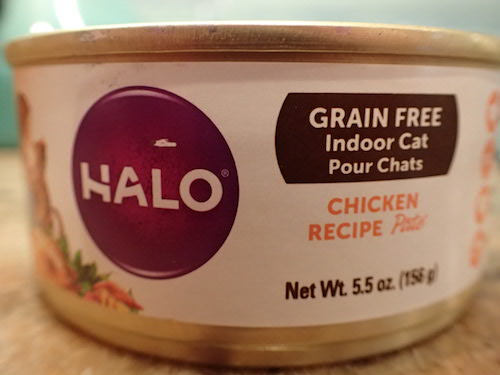 HALO®
GRAIN FREE
Indoor Cat
Pour Chats
CHICKEN
RECIPE Pâté
Net Wt. 5.5 oz. (156 g)